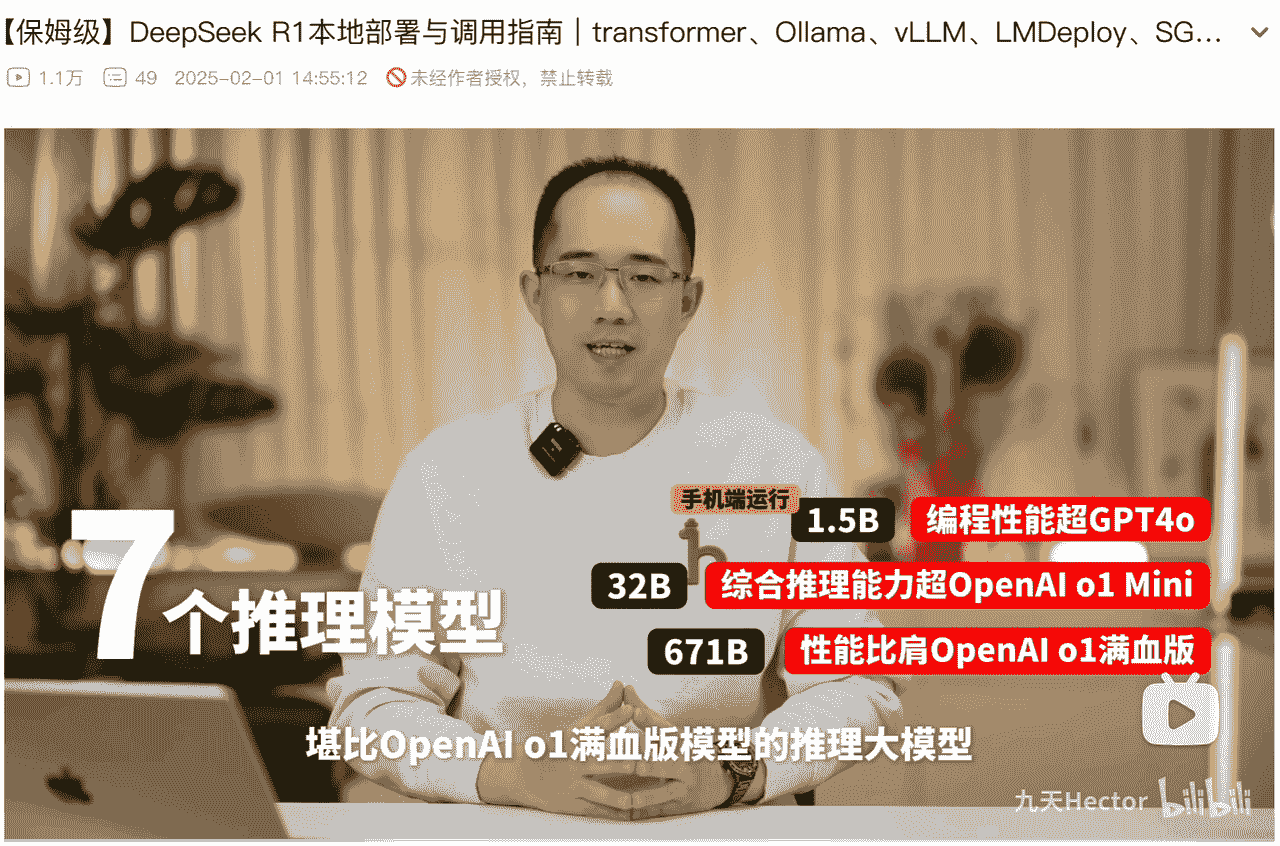 【保姆级】DeepSeek R1本地部署与调用指南｜transformer、Ollama、vLLM、LMDeploy、SG...
1.1万 49 2025-02-01 14:55:12 未经作者授权，禁止转载
手机端运行 1.5B 编程性能超GPT4o
32B 综合推理能力超OpenAI o1 Mini
7个推理模型
671B 性能比肩OpenAI o1满血版
堪比OpenAI o1满血版模型的推理大模型
九天Hector bilibili